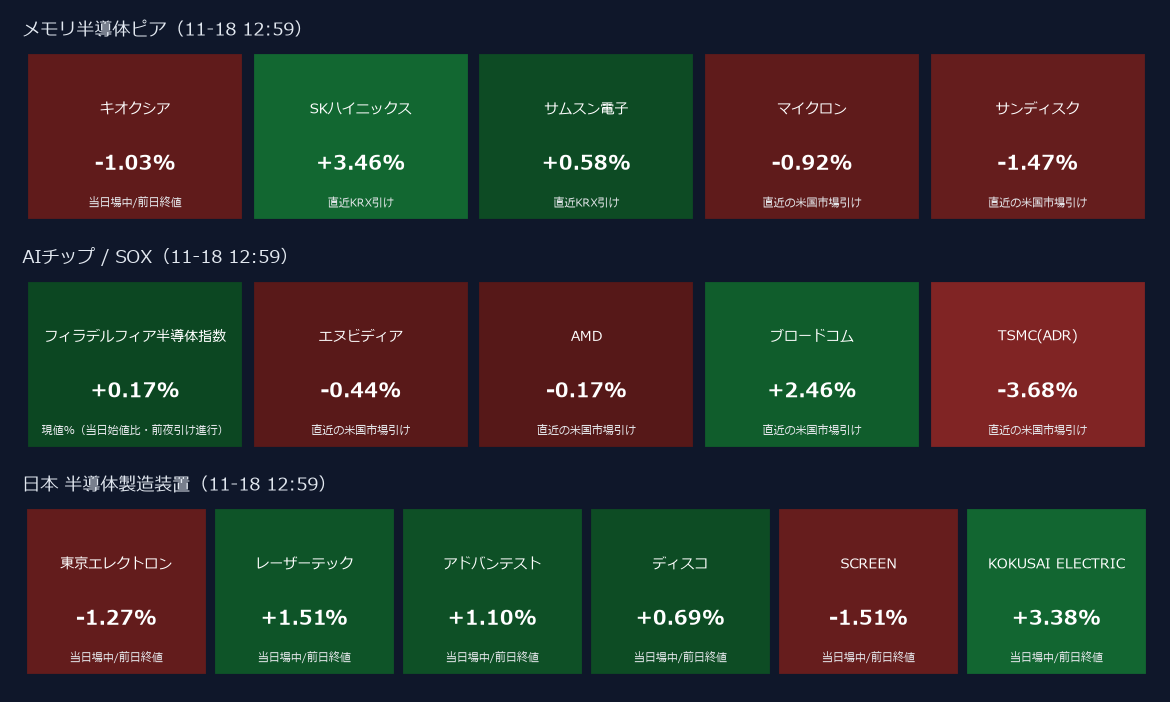 メモリ半導体ピア（11-18 12:59）
キオクシア
-1.03%
当日場中/前日終値
SKハイニックス
+3.46%
直近KRX引け
サムスン電子
+0.58%
直近KRX引け
マイクロン
-0.92%
直近の米国市場引け
サンディスク
-1.47%
直近の米国市場引け
AIチップ / SOX（11-18 12:59）
フィラデルフィア半導体指数
+0.17%
現値%（当日始値比・前夜引け進行）
エヌビディア
-0.44%
直近の米国市場引け
AMD
-0.17%
直近の米国市場引け
ブロードコム
+2.46%
直近の米国市場引け
TSMC(ADR)
-3.68%
直近の米国市場引け
日本 半導体製造装置（11-18 12:59）
東京エレクトロン
-1.27%
当日場中/前日終値
レーザーテック
+1.51%
当日場中/前日終値
アドバンテスト
+1.10%
当日場中/前日終値
ディスコ
+0.69%
当日場中/前日終値
SCREEN
-1.51%
当日場中/前日終値
KOKUSAI ELECTRIC
+3.38%
当日場中/前日終値